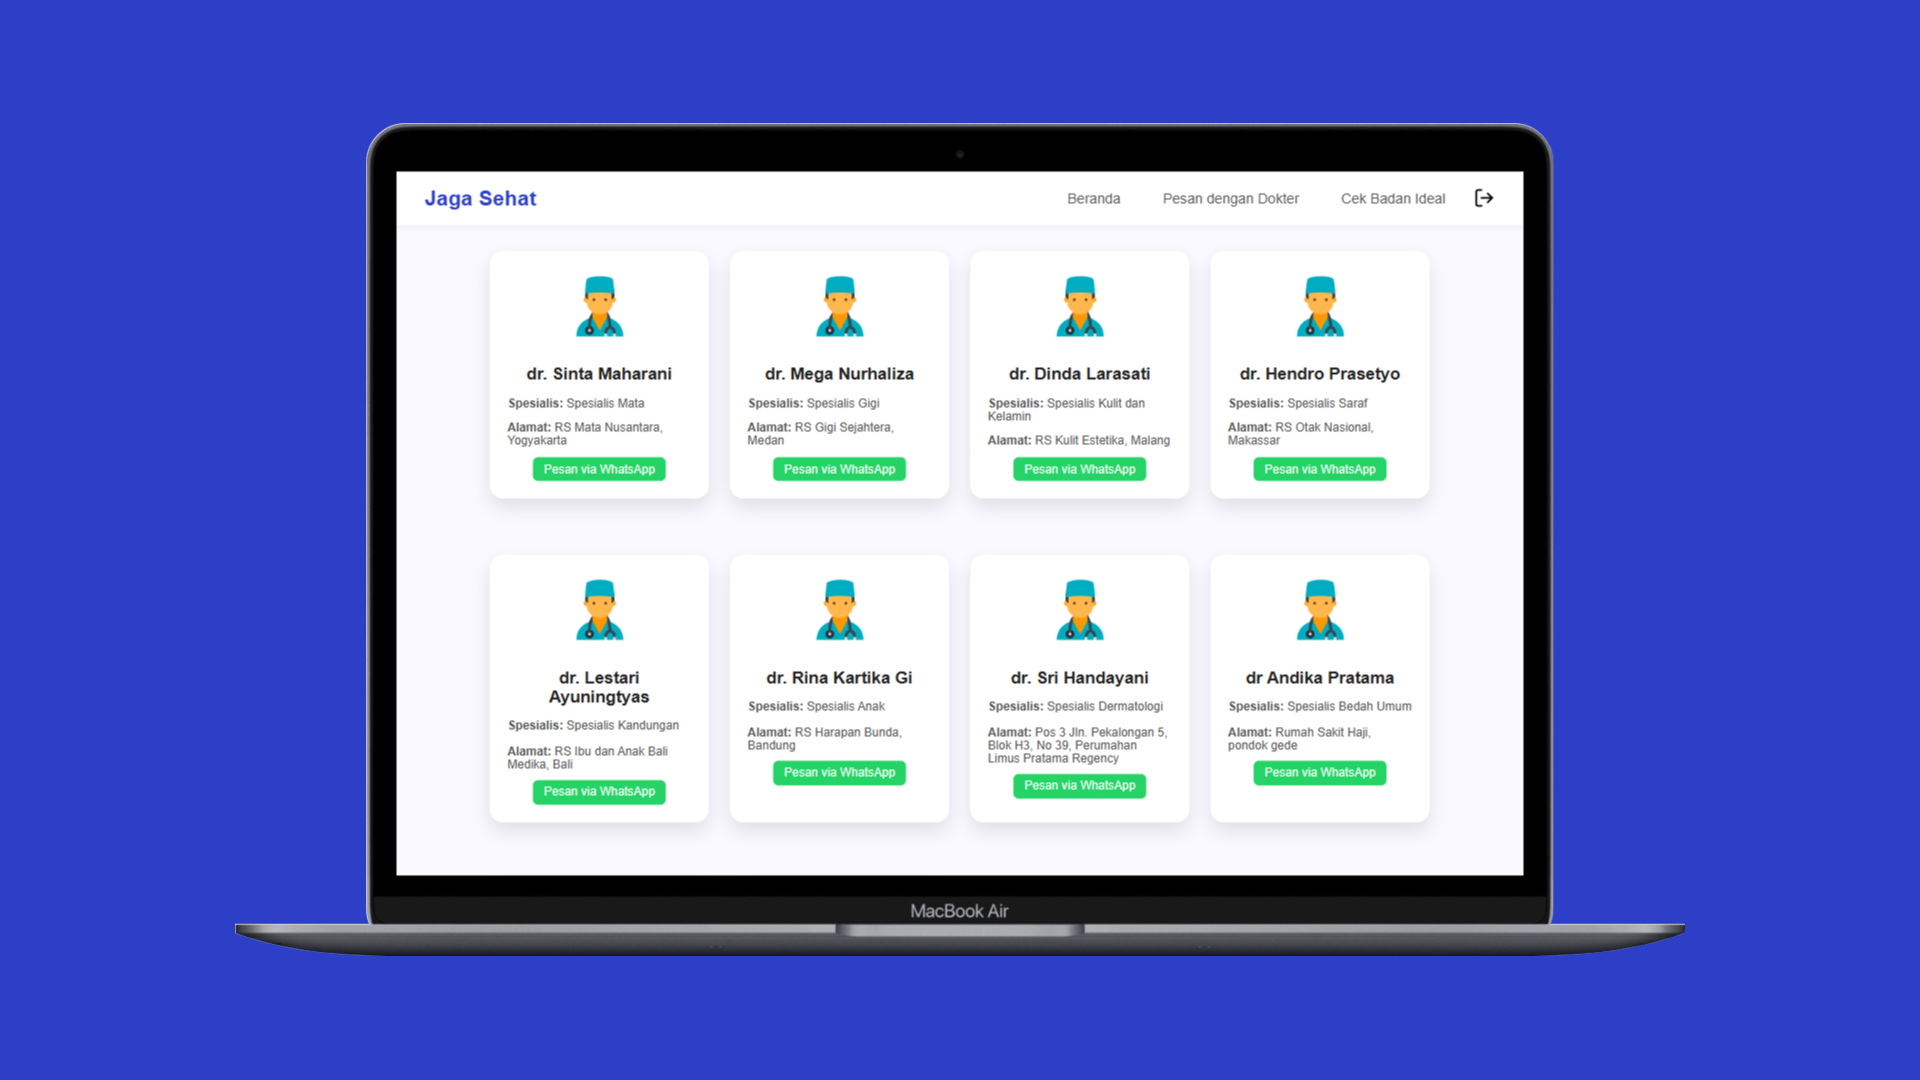 Jaga Sehat
Beranda
Pesan dengan Dokter
Cek Badan Ideal
dr. Sinta Maharani
Spesialis: Spesialis Mata
Alamat: RS Mata Nusantara,
Yogyakarta
Pesan via WhatsApp
dr. Mega Nurhaliza
Spesialis: Spesialis Gigi
Alamat: RS Gigi Sejahtera,
Medan
Pesan via WhatsApp
dr. Dinda Larasati
Spesialis: Spesialis Kulit dan
Kelamin
Alamat: RS Kulit Estetika, Malang
Pesan via WhatsApp
dr. Hendro Prasetyo
Spesialis: Spesialis Saraf
Alamat: RS Otak Nasional,
Makassar
Pesan via WhatsApp
dr. Lestari
Ayuningtyas
Spesialis: Spesialis Kandungan
Alamat: RS Ibu dan Anak Bali
Medika, Bali
Pesan via WhatsApp
dr. Rina Kartika Gi
Spesialis: Spesialis Anak
Alamat: RS Harapan Bunda,
Bandung
Pesan via WhatsApp
dr. Sri Handayani
Spesialis: Spesialis Dermatologi
Alamat: Pos 3 Jln. Pekalongan 5,
Blok H3, No 39, Perumahan
Limus Pratama Regency
Pesan via WhatsApp
dr Andika Pratama
Spesialis: Spesialis Bedah Umum
Alamat: Rumah Sakit Haji,
pondok gede
Pesan via WhatsApp
MacBook Air